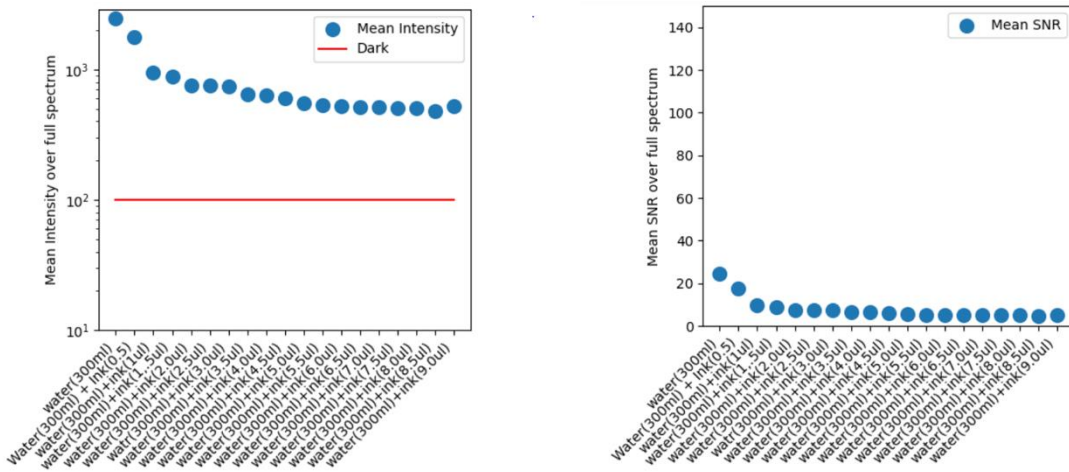 Mean Intensity over full spectrum
10^3
10^2
10^1
Mean Intensity
Dark
water(300ml)
Water(300ml) + Ink(0.5)
water(300ml)+ink(1ul)
water(300ml)+ink(1..5ul)
water(300ml)+ink(2.0ul)
water(300ml)+ink(2.5ul)
water(300ml)+ink(3.0ul)
water(300ml)+ink(3.5ul)
water(300ml)+ink(4.0ul)
water(300ml)+ink(4.5ul)
water(300ml)+ink(5.0ul)
water(300ml)+ink(5.5ul)
water(300ml)+ink(6.0ul)
water(300ml)+ink(6.5ul)
water(300ml)+ink(7.0ul)
water(300ml)+ink(7.5ul)
water(300ml)+ink(8.0ul)
water(300ml)+ink(8.5ul)
water(300ml)+ink(9.0ul)
Mean SNR over full spectrum
140
120
100
80
60
40
20
0
Mean SNR
water(300ml)
Water(300ml) + Ink(0.5)
water(300ml)+ink(1ul)
water(300ml)+ink(1..5ul)
water(300ml)+ink(2.0ul)
water(300ml)+ink(2.5ul)
water(300ml)+ink(3.0ul)
water(300ml)+ink(3.5ul)
water(300ml)+ink(4.0ul)
water(300ml)+ink(4.5ul)
water(300ml)+ink(5.0ul)
water(300ml)+ink(5.5ul)
water(300ml)+ink(6.0ul)
water(300ml)+ink(6.5ul)
water(300ml)+ink(7.0ul)
water(300ml)+ink(7.5ul)
water(300ml)+ink(8.0ul)
water(300ml)+ink(8.5ul)
water(300ml)+ink(9.0ul)